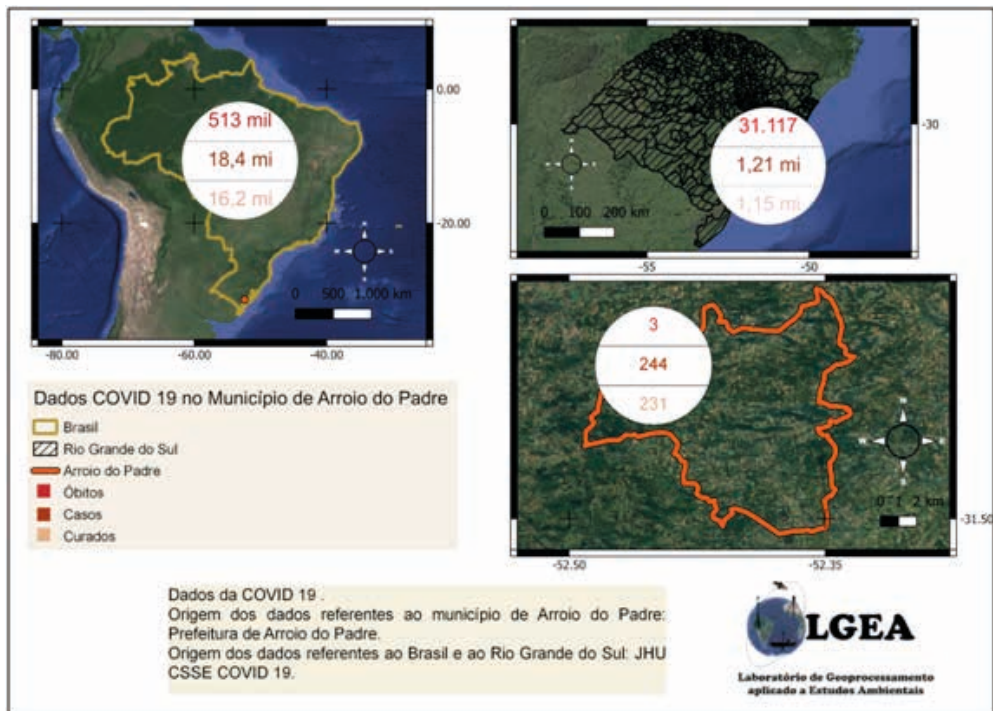 513 mil
18,4 mi
16,2 mi
0.00
-20.00
0 500 1.000 km
-80.00 -60.00 -40.00
31.117
1,21 mi
1,15 mi
-30
0 100 200 km
-55 -50
3
244
231
0 1 2 km
-31.50
-52.50 -52.35
Dados COVID 19 no Município de Arroio do Padre
Brasil
Rio Grande do Sul
Arroio do Padre
Óbitos
Casos
Curados
Dados da COVID 19 .
Origem dos dados referentes ao município de Arroio do Padre:
Prefeitura de Arroio do Padre.
Origem dos dados referentes ao Brasil e ao Rio Grande do Sul: JHU
CSSE COVID 19.
LGEA
Laboratório de Geoprocessamento
aplicado a Estudos Ambientais